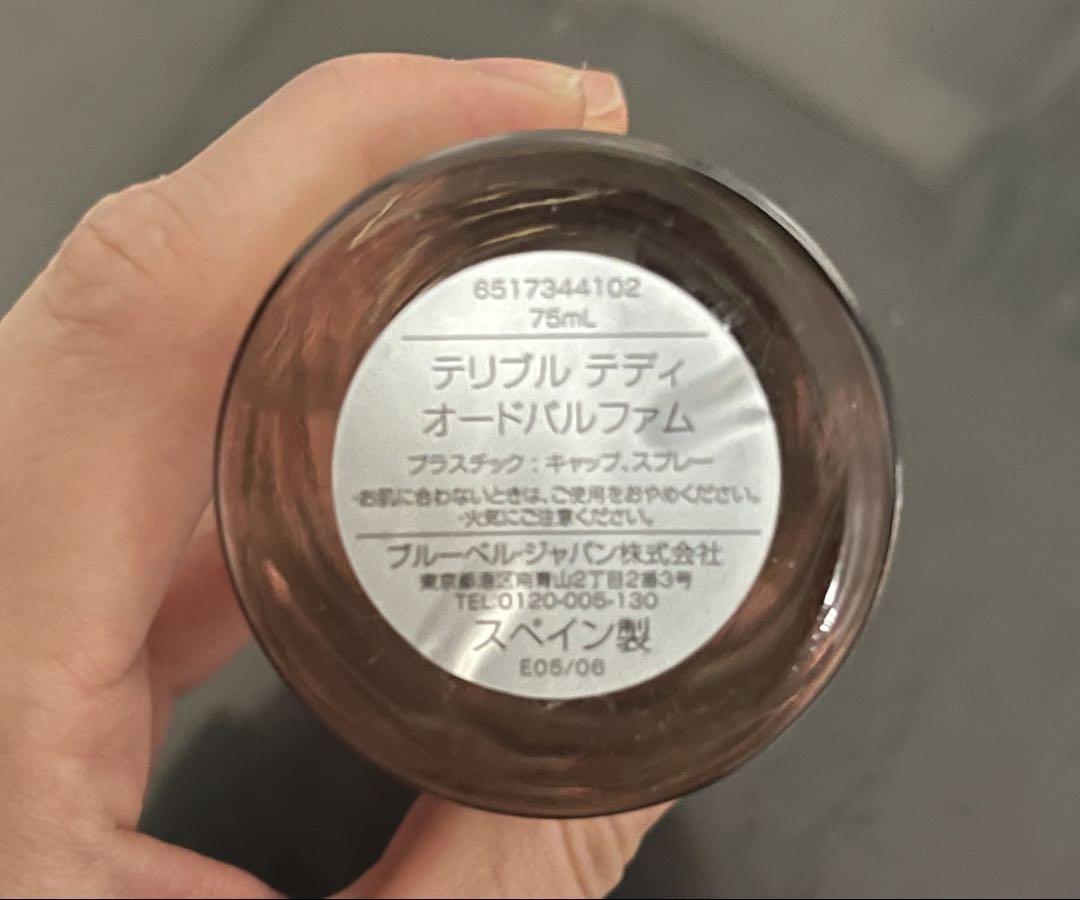 6517344102
75mL
テリブル テディ
オードパルファム
プラスチック : キャップ、スプレー
・お肌に合わないときは、ご使用をおやめください。
・火気にご注意ください。
ブルーベル・ジャパン株式会社
東京都港区南青山2丁目2番3号
TEL:0120-005-130
スペイン製
E05/06